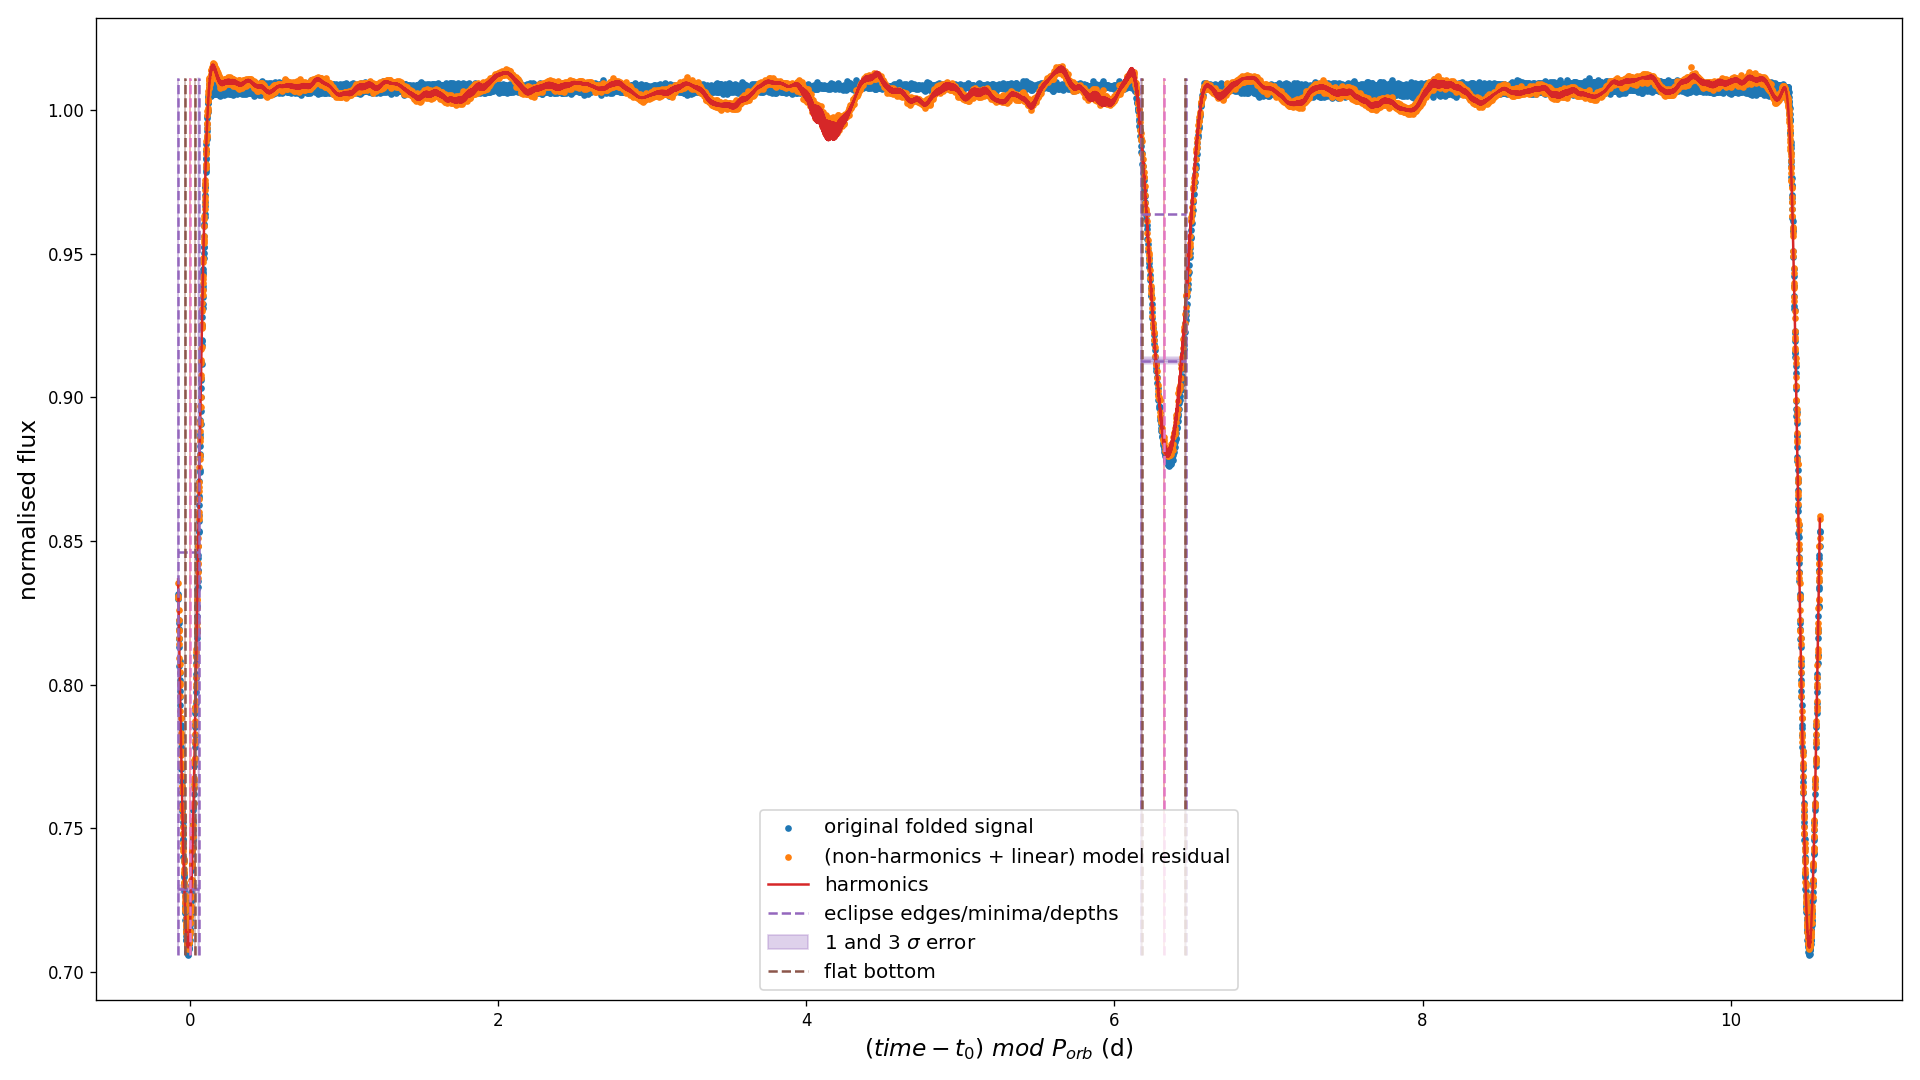 normalised flux
1.00
0.95
0.90
0.85
0.80
0.75
0.70
original folded signal
(non-harmonics + linear) model residual
harmonics
eclipse edges/minima/depths
1 and 3 σ error
flat bottom
0 2 4 6 8 10
(time − t₀) mod P_orb (d)